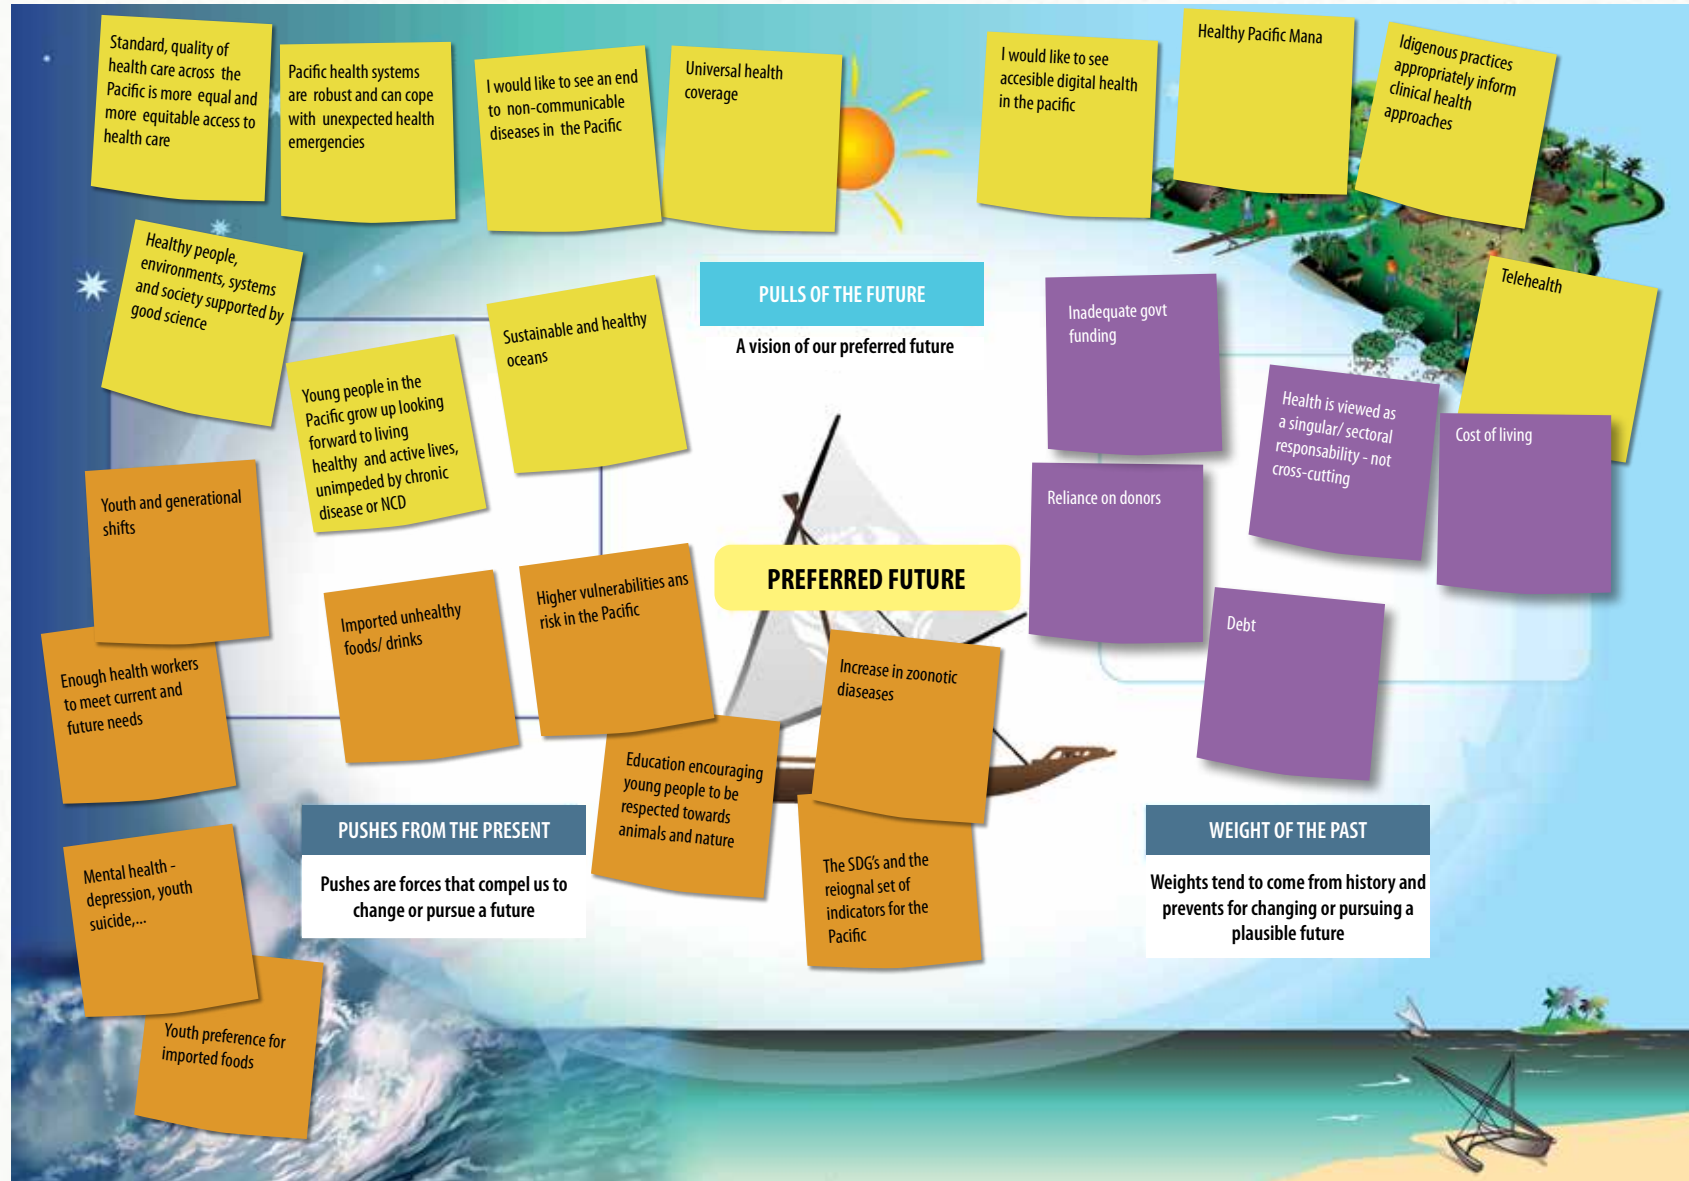 Standard, quality of
health care across the
Pacific is more equal and
more equitable access to
health care
Pacific health systems
are robust and can cope
with unexpected health
emergencies
I would like to see an end
to non-communicable
diseases in the Pacific
Universal health
coverage
I would like to see
accesible digital health
in the pacific
Healthy Pacific Mana
Idigenous practices
appropriately inform
clinical health
approaches
Healthy people,
environments, systems
and society supported by
good science
Young people in the
Pacific grow up looking
forward to living
healthy and active lives,
unimpeded by chronic
disease or NCD
Sustainable and healthy
oceans
PULLS OF THE FUTURE
A vision of our preferred future
Inadequate govt
funding
Telehealth
Health is viewed as
a singular/ sectoral
responsability - not
cross-cutting
Cost of living
Reliance on donors
Debt
PREFERRED FUTURE
Youth and generational
shifts
Enough health workers
to meet current and
future needs
Imported unhealthy
foods/ drinks
Higher vulnerabilities ans
risk in the Pacific
Increase in zoonotic
diaseases
Education encouraging
young people to be
respected towards
animals and nature
The SDG's and the
reiognal set of
indicators for the
Pacific
Mental health -
depression, youth
suicide,...
Youth preference for
imported foods
PUSHES FROM THE PRESENT
Pushes are forces that compel us to
change or pursue a future
WEIGHT OF THE PAST
Weights tend to come from history and
prevents for changing or pursuing a
plausible future